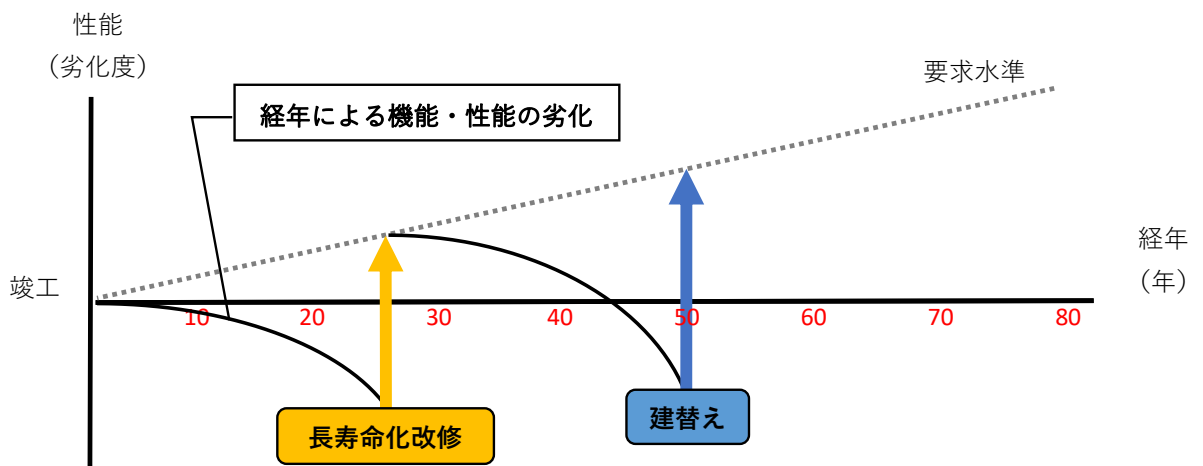 性能
（劣化度）
要求水準
経年による機能・性能の劣化
経年
（年）
竣工
10
20
30
40
50
60
70
80
長寿命化改修
建替え